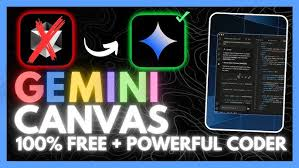 GEMINI
CANVAS
100% FREE + POWERFUL CODER